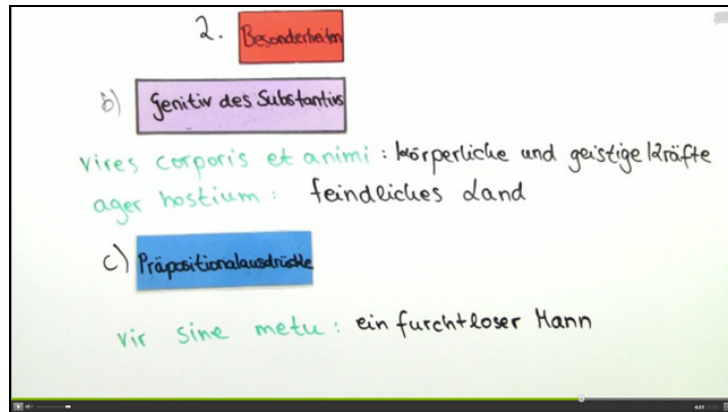 2. Besonderheiten
b) Genitiv des Substantivs
vires corporis et animi : körperliche und geistige Kräfte
ager hostium : feindliches Land
c) Präpositionalausdrücke
vir sine metu : ein furchtloser Mann